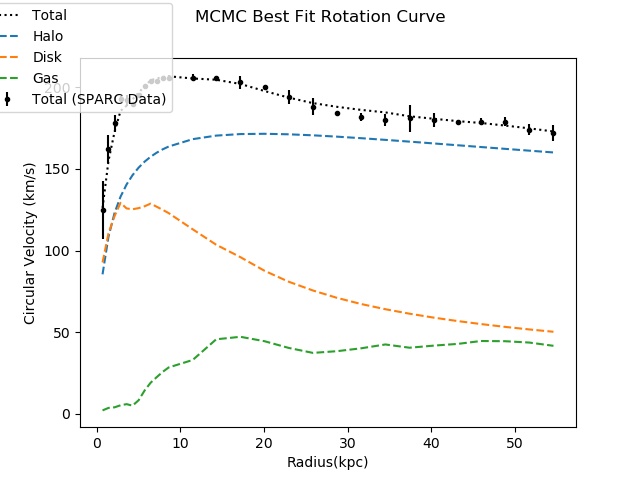 MCMC Best Fit Rotation Curve
Total
Halo
Disk
Gas
Total (SPARC Data)
200
150
100
50
0
Circular Velocity (km/s)
0 10 20 30 40 50
Radius(kpc)